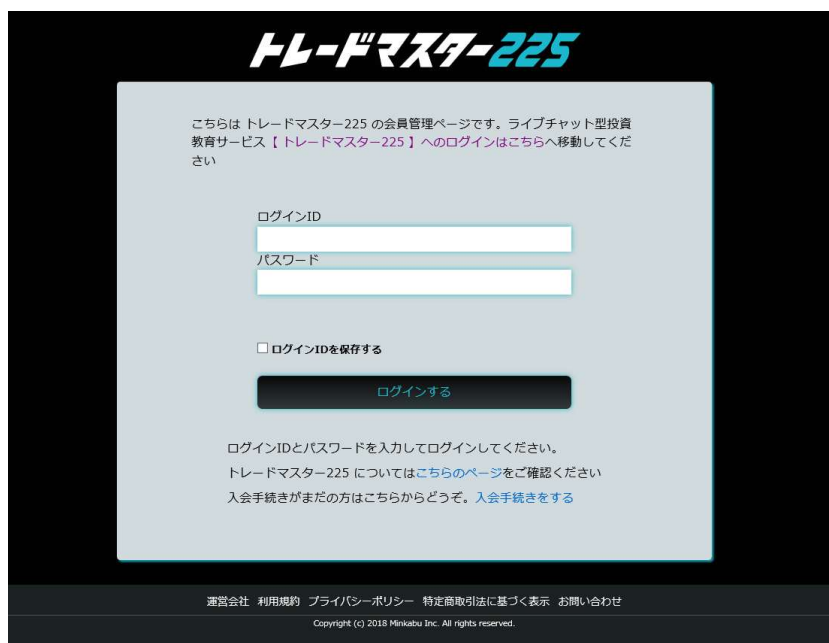 トレードマスター225
こちらは トレードマスター225 の会員管理ページです。ライブチャット型投資
教育サービス【 トレードマスター225 】へのログインはこちらへ移動してくだ
さい
ログインID
パスワード
ログインIDを保存する
ログインする
ログインIDとパスワードを入力してログインしてください。
トレードマスター225 についてはこちらのページをご確認ください
入会手続きがまだの方はこちらからどうぞ。入会手続きをする
運営会社 利用規約 プライバシーポリシー 特定商取引法に基づく表示 お問い合わせ
Copyright (c) 2018 Minkabu Inc. All rights reserved.